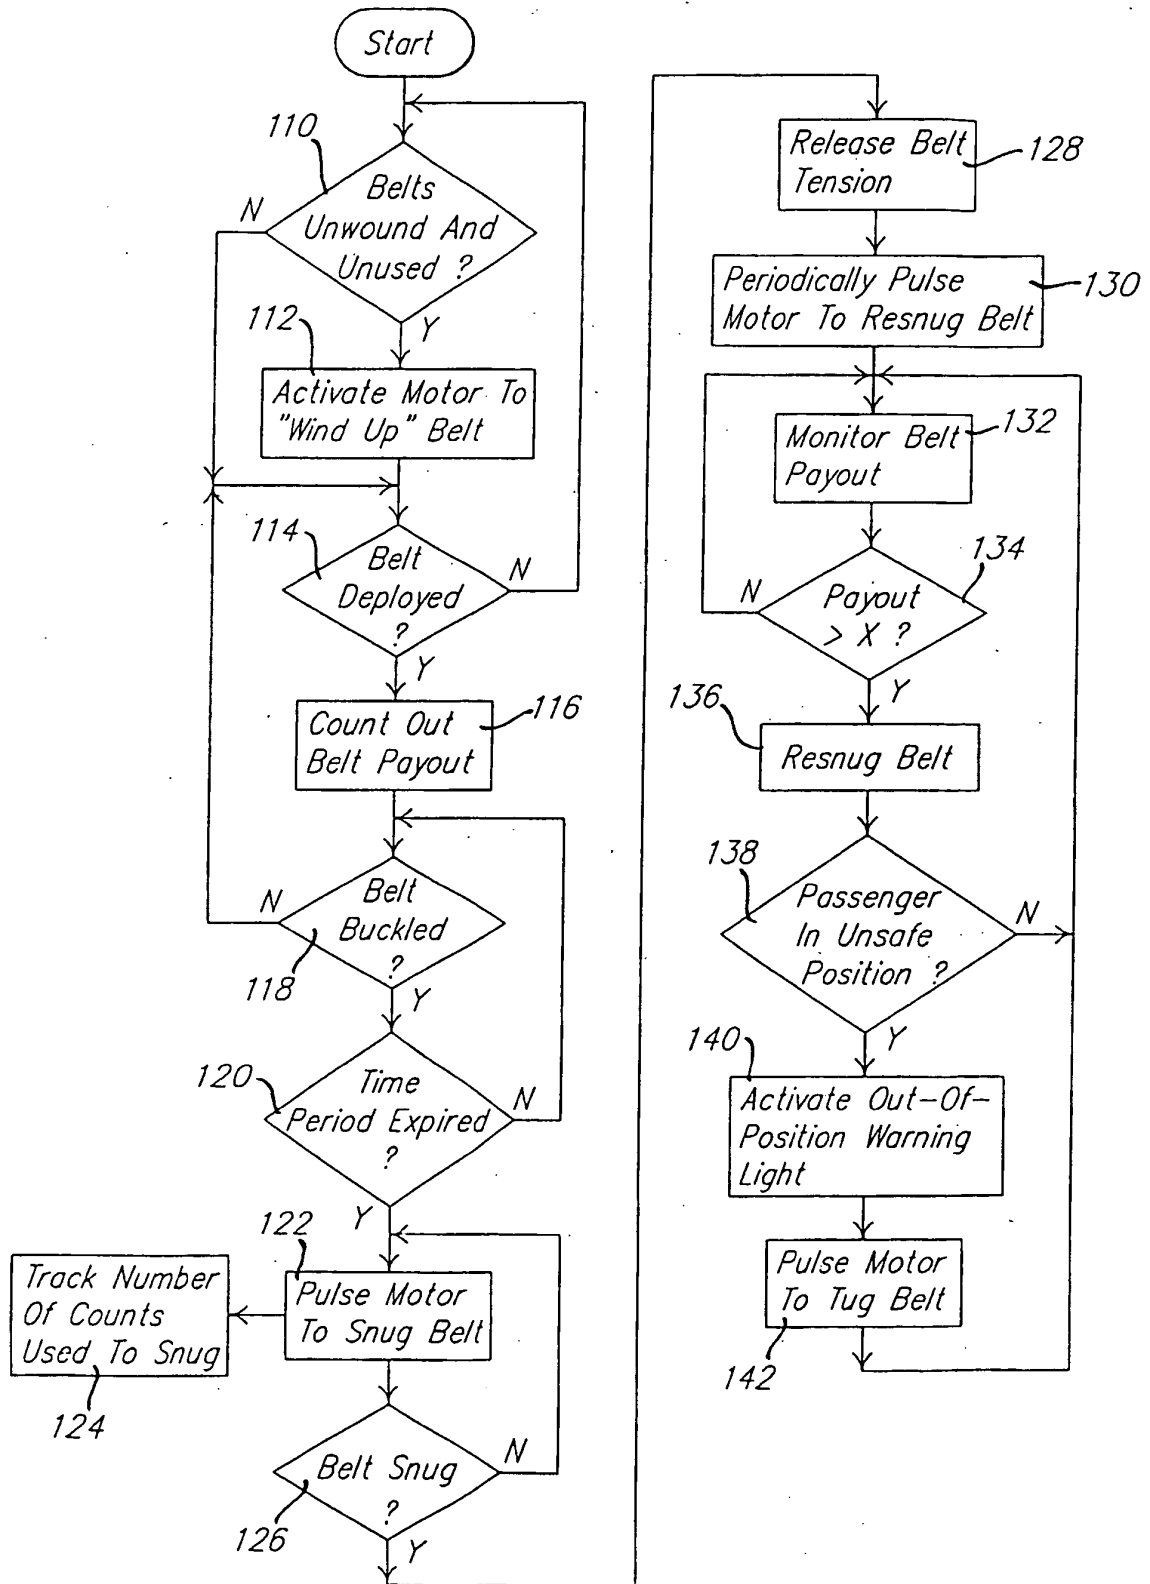 Start
110
Belts
Unwound And
Unused ?
N
Y
112
Activate Motor To
"Wind Up" Belt
114
Belt
Deployed
?
N
Y
Count Out
Belt Payout
116
Belt
Buckled
?
N
118
Y
120
Time
Period Expired
?
N
Y
122
Pulse Motor
To Snug Belt
Track Number
Of Counts
Used To Snug
124
Belt Snug
?
N
126
Y
Release Belt
Tension
128
Periodically Pulse
Motor To Resnug Belt
130
Monitor Belt
Payout
132
134
Payout
> X ?
N
Y
136
Resnug Belt
138
Passenger
In Unsafe
Position ?
N
Y
140
Activate Out-Of-
Position Warning
Light
Pulse Motor
To Tug Belt
142